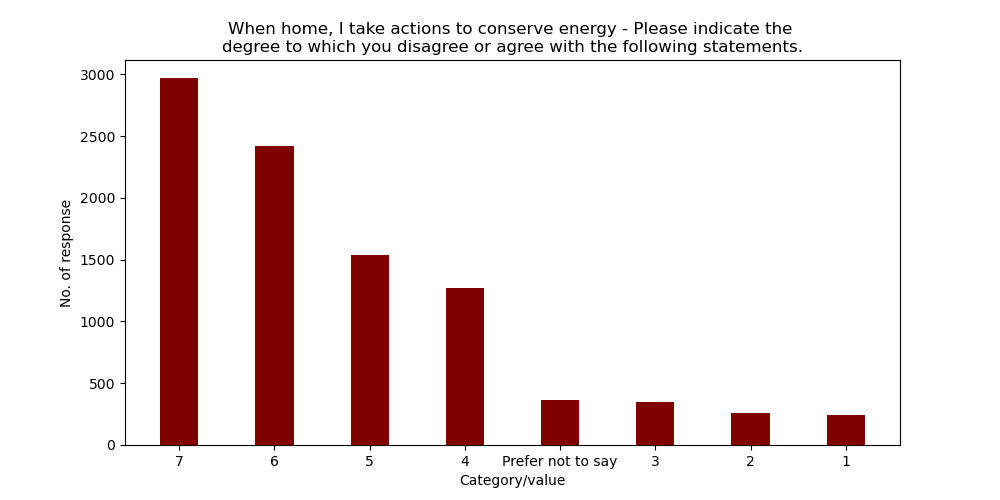 When home, I take actions to conserve energy - Please indicate the
degree to which you disagree or agree with the following statements.
3000
2500
2000
1500
1000
500
0
No. of response
7 6 5 4 Prefer not to say 3 2 1
Category/value